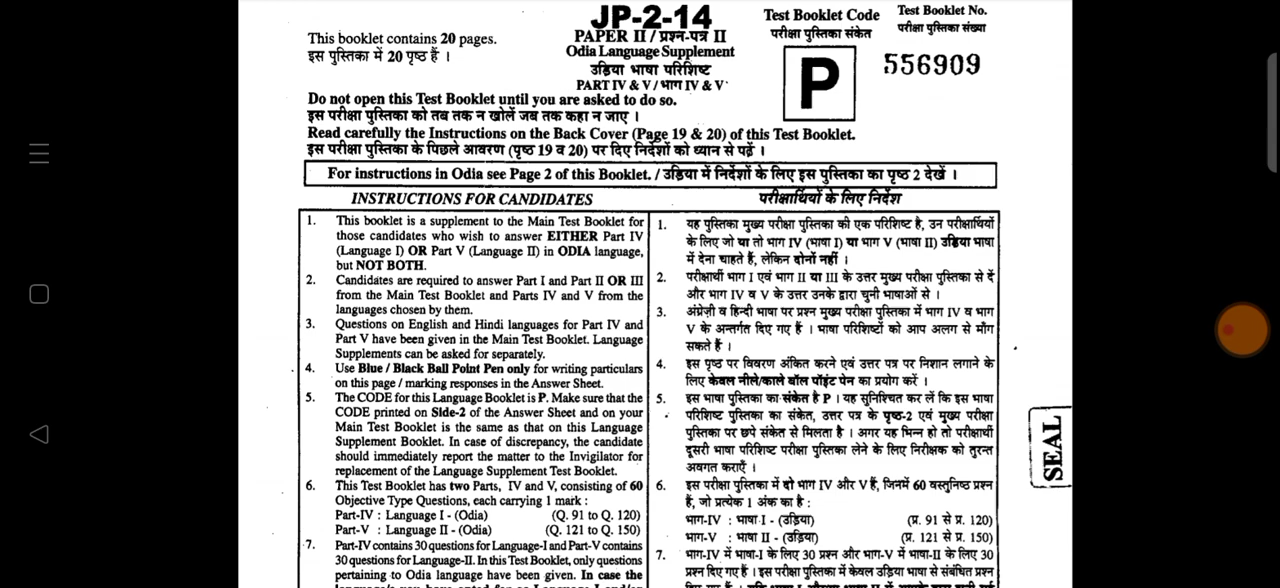 JP-2-14
This booklet contains 20 pages.
इस पुस्तिका में 20 पृष्ठ हैं ।
PAPER II / प्रश्न-पत्र II
Odia Language Supplement
उड़िया भाषा परिशिष्ट
PART IV & V / भाग IV & V
Test Booklet Code
परीक्षा पुस्तिका संकेत
P
Test Booklet No.
परीक्षा पुस्तिका संख्या
556909
Do not open this Test Booklet until you are asked to do so.
इस परीक्षा पुस्तिका को तब तक न खोलें जब तक कहा न जाए ।
Read carefully the Instructions on the Back Cover (Page 19 & 20) of this Test Booklet.
इस परीक्षा पुस्तिका के पिछले आवरण (पृष्ठ 19 व 20) पर दिए निर्देशों को ध्यान से पढ़ें ।
For instructions in Odia see Page 2 of this Booklet. / उड़िया में निर्देशों के लिए इस पुस्तिका का पृष्ठ 2 देखें ।
INSTRUCTIONS FOR CANDIDATES
1. This booklet is a supplement to the Main Test Booklet for
those candidates who wish to answer EITHER Part IV
(Language I) OR Part V (Language II) in ODIA language,
but NOT BOTH.
2. Candidates are required to answer Part I and Part II OR III
from the Main Test Booklet and Parts IV and V from the
languages chosen by them.
3. Questions on English and Hindi languages for Part IV and
Part V have been given in the Main Test Booklet. Language
Supplements can be asked for separately.
4. Use Blue / Black Ball Point Pen only for writing particulars
on this page / marking responses in the Answer Sheet.
5. The CODE for this Language Booklet is P. Make sure that the
CODE printed on Side-2 of the Answer Sheet and on your
Main Test Booklet is the same as that on this Language
Supplement Booklet. In case of discrepancy, the candidate
should immediately report the matter to the Invigilator for
replacement of the Language Supplement Test Booklet.
6. This Test Booklet has two Parts, IV and V, consisting of 60
Objective Type Questions, each carrying 1 mark :
Part-IV : Language I - (Odia) (Q. 91 to Q. 120)
Part-V : Language II - (Odia) (Q. 121 to Q. 150)
7. Part-IV contains 30 questions for Language-I and Part-V contains
30 questions for Language-II. In this Test Booklet, only questions
pertaining to Odia language have been given. In case the
परीक्षार्थियों के लिए निर्देश
1. यह पुस्तिका मुख्य परीक्षा पुस्तिका की एक परिशिष्ट है, उन परीक्षार्थियों
के लिए जो या तो भाग IV (भाषा I) या भाग V (भाषा II) उड़िया भाषा
में देना चाहते हैं, लेकिन दोनों नहीं ।
2. परीक्षार्थी भाग I एवं भाग II या III के उत्तर मुख्य परीक्षा पुस्तिका से दें
और भाग IV व V के उत्तर उनके द्वारा चुनी भाषाओं से ।
3. अंग्रेज़ी व हिन्दी भाषा पर प्रश्न मुख्य परीक्षा पुस्तिका में भाग IV व भाग
V के अन्तर्गत दिए गए हैं । भाषा परिशिष्टों को आप अलग से माँग
सकते हैं ।
4. इस पृष्ठ पर विवरण अंकित करने एवं उत्तर पत्र पर निशान लगाने के
लिए केवल नीले/काले बॉल पॉइंट पेन का प्रयोग करें ।
5. इस भाषा पुस्तिका का संकेत है P । यह सुनिश्चित कर लें कि इस भाषा
परिशिष्ट पुस्तिका का संकेत, उत्तर पत्र के पृष्ठ-2 एवं मुख्य परीक्षा
पुस्तिका पर छपे संकेत से मिलता है । अगर यह भिन्न हो तो परीक्षार्थी
दूसरी भाषा परिशिष्ट परीक्षा पुस्तिका लेने के लिए निरीक्षक को तुरन्त
अवगत कराएँ ।
6. इस परीक्षा पुस्तिका में दो भाग IV और V हैं, जिनमें 60 वस्तुनिष्ठ प्रश्न
हैं, जो प्रत्येक 1 अंक का है :
भाग-IV : भाषा I - (उड़िया) (प्र. 91 से प्र. 120)
भाग-V : भाषा II - (उड़िया) (प्र. 121 से प्र. 150)
7. भाग-IV में भाषा-I के लिए 30 प्रश्न और भाग-V में भाषा-II के लिए 30
प्रश्न दिए गए हैं । इस परीक्षा पुस्तिका में केवल उड़िया भाषा से संबंधित प्रश्न
SEAL